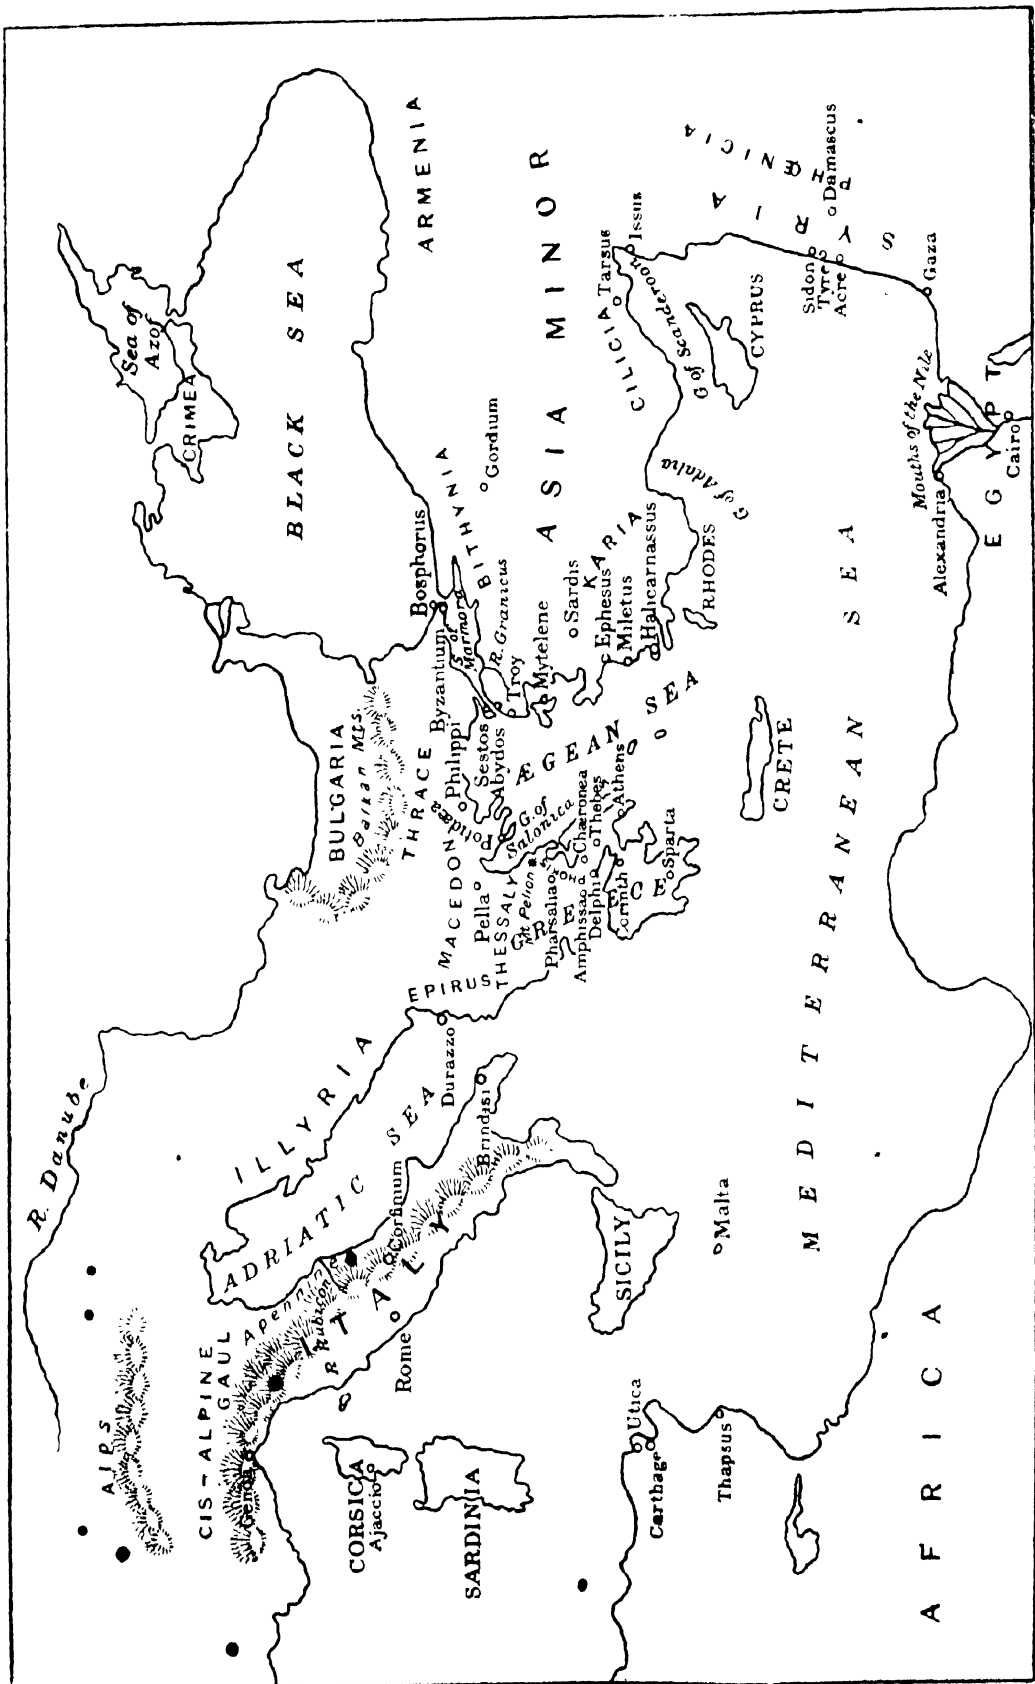 R. Danube
Sea of
Azof
CRIMEA
BLACK SEA
ARMENIA
Alps
CIS-ALPINE
GAUL
Genoa
Apennine
R Rubicon
ITALY
Rome
Corfinium
Brindisi
ADRIATIC SEA
ILLYRIA
Durazzo
EPIRUS
BULGARIA
Balkan Mts.
THRACE
MACEDON
Pella
Potidæa
Philippi
Byzantium
Bosphorus
S of
Marmora
BITHYNIA
Gordium
Sestos
Abydos
R. Granicus
Troy
Mytelene
THESSALY
Mt Pelion
G. of
Salonica
GREECE
Pharsalia
Amphissa
Delphi
Chæronea
Thebes
Corinth
Athens
Sparta
ÆGEAN SEA
ASIA MINOR
Sardis
Ephesus
KARIA
Miletus
Halicarnassus
RHODES
G of Adalia
CILICIA
Tarsus
Issus
G of Scanderoon
CYPRUS
SYRIA
PHŒNICIA
Damascus
Sidon
Tyre
Acre
Gaza
CORSICA
Ajaccio
SARDINIA
SICILY
Malta
CRETE
MEDITERRANEAN SEA
Utica
Carthage
Thapsus
AFRICA
Mouths of the Nile
Alexandria
EGYPT
Cairo